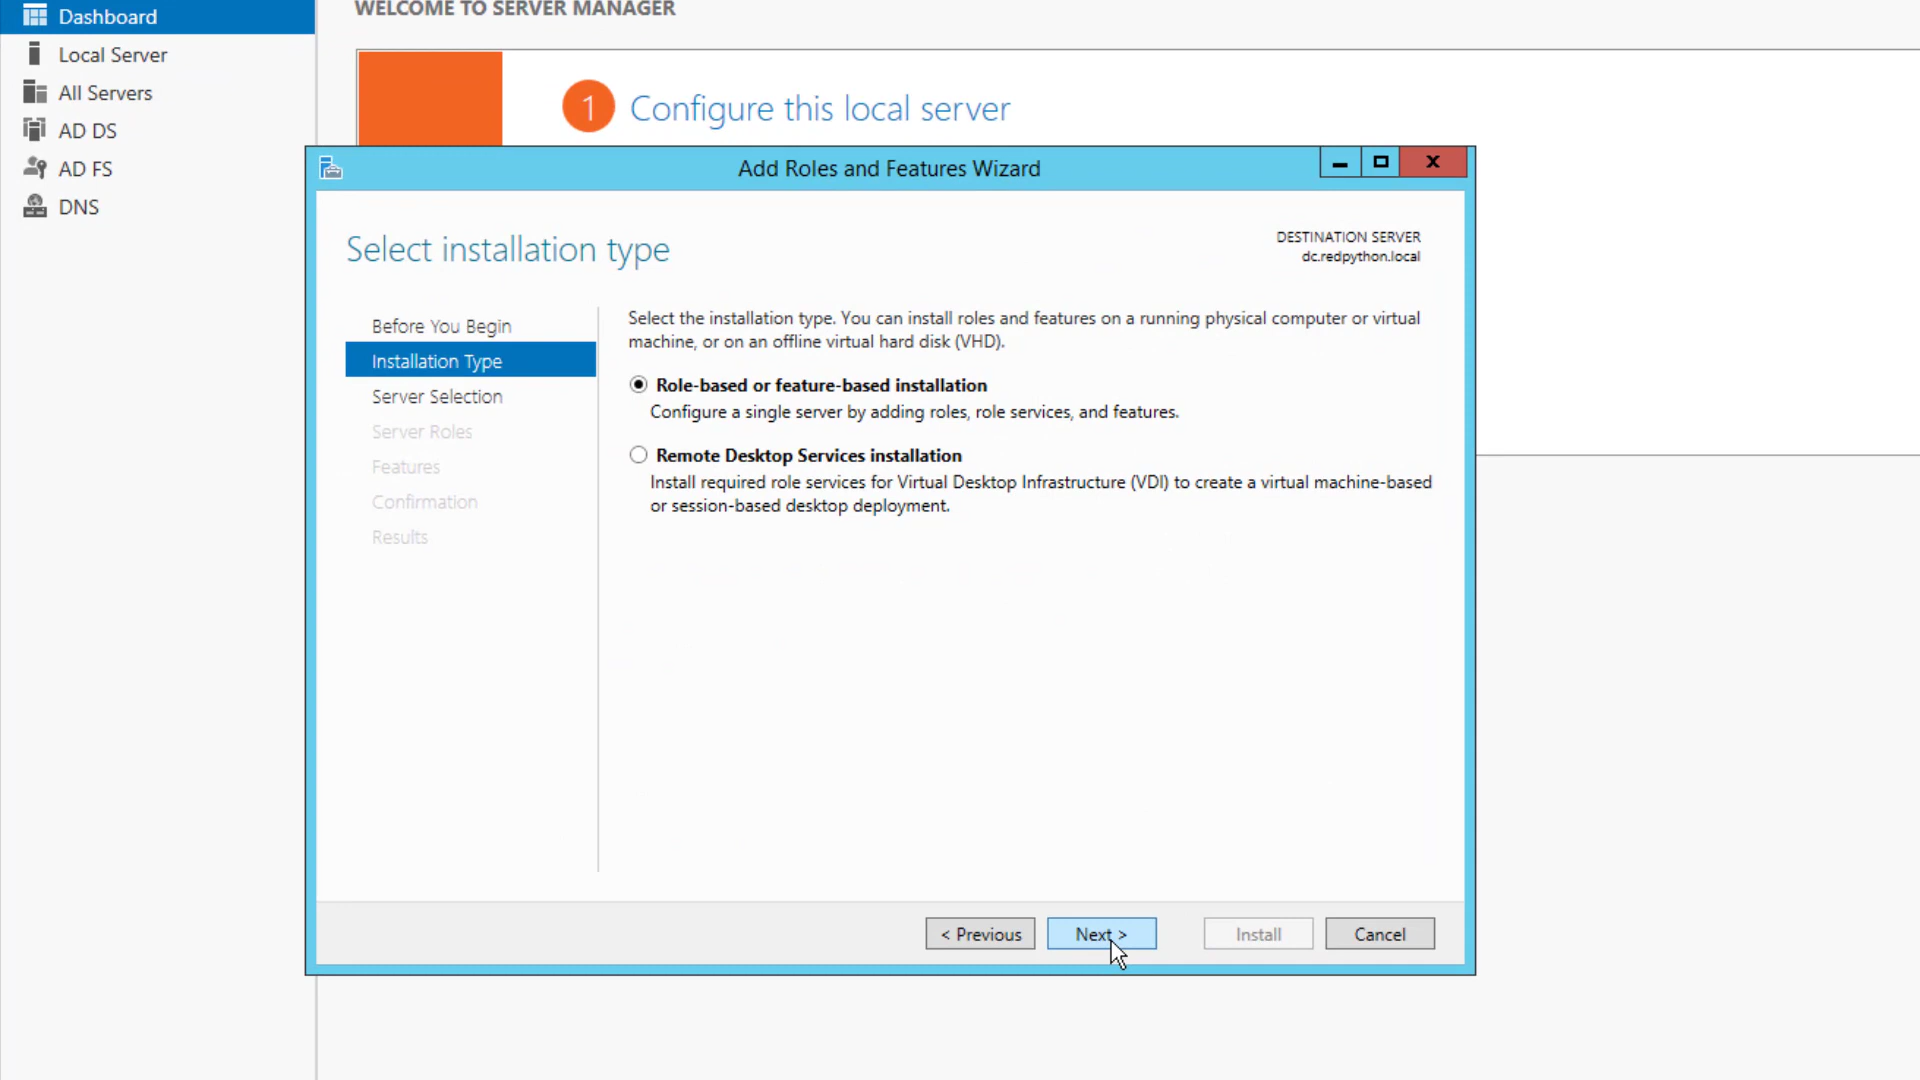 Dashboard
Local Server
All Servers
AD DS
AD FS
DNS
WELCOME TO SERVER MANAGER
1 Configure this local server
Add Roles and Features Wizard
Select installation type
DESTINATION SERVER
dc.redpython.local
Before You Begin
Installation Type
Server Selection
Server Roles
Features
Confirmation
Results
Select the installation type. You can install roles and features on a running physical computer or virtual
machine, or on an offline virtual hard disk (VHD).
Role-based or feature-based installation
Configure a single server by adding roles, role services, and features.
Remote Desktop Services installation
Install required role services for Virtual Desktop Infrastructure (VDI) to create a virtual machine-based
or session-based desktop deployment.
< Previous
Next >
Install
Cancel